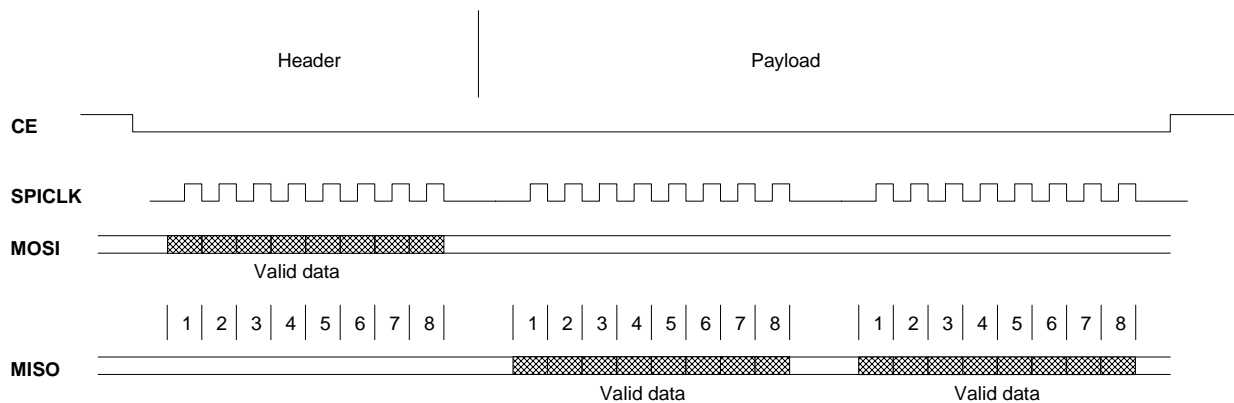 Header Payload
CE
SPICLK
MOSI
Valid data
1 2 3 4 5 6 7 8 1 2 3 4 5 6 7 8 1 2 3 4 5 6 7 8
MISO
Valid data Valid data